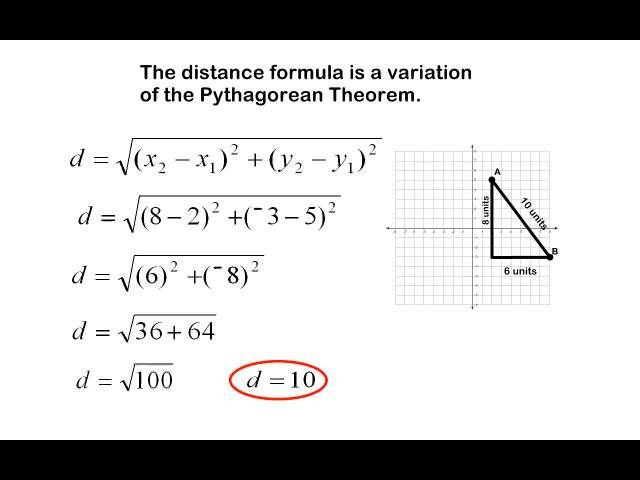 The distance formula is a variation
of the Pythagorean Theorem.
d = √(x₂ − x₁)² + (y₂ − y₁)²
d = √(8 − 2)² + (⁻3 − 5)²
d = √(6)² + (⁻8)²
d = √36 + 64
d = √100
d = 10
A
8 units
10 units
B
6 units